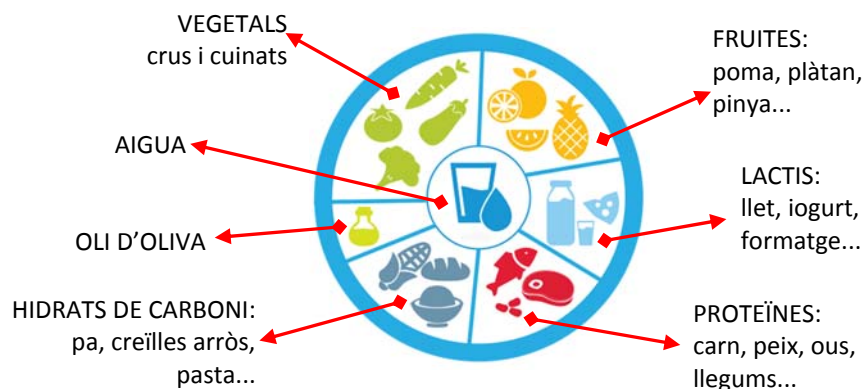 VEGETALS
crus i cuinats
AIGUA
OLI D’OLIVA
HIDRATS DE CARBONI:
pa, creïlles arròs,
pasta...
FRUITES:
poma, plàtan,
pinya...
LACTIS:
llet, iogurt,
formatge...
PROTEÏNES:
carn, peix, ous,
llegums...